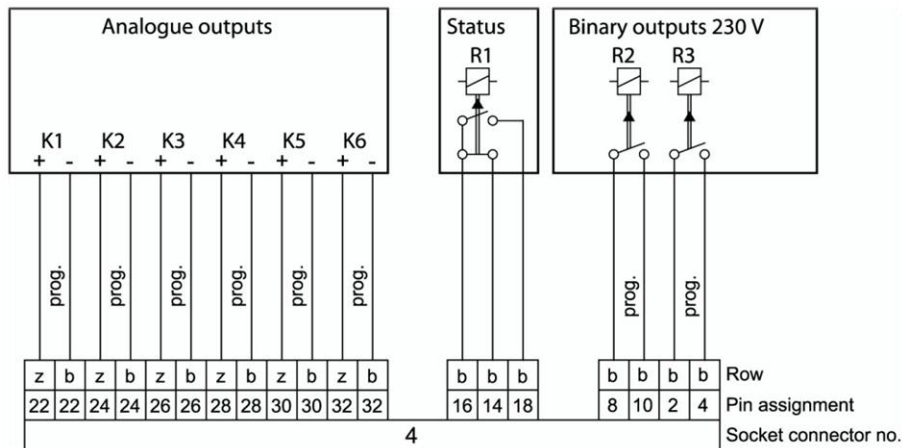 Analogue outputs
Status
Binary outputs 230 V
R1
R2 R3
K1 K2 K3 K4 K5 K6
+ - + - + - + - + - + -
prog. prog. prog. prog. prog. prog. prog. prog.
z b z b z b z b z b z b b b b b b b b Row
22 22 24 24 26 26 28 28 30 30 32 32 16 14 18 8 10 2 4 Pin assignment
4 Socket connector no.